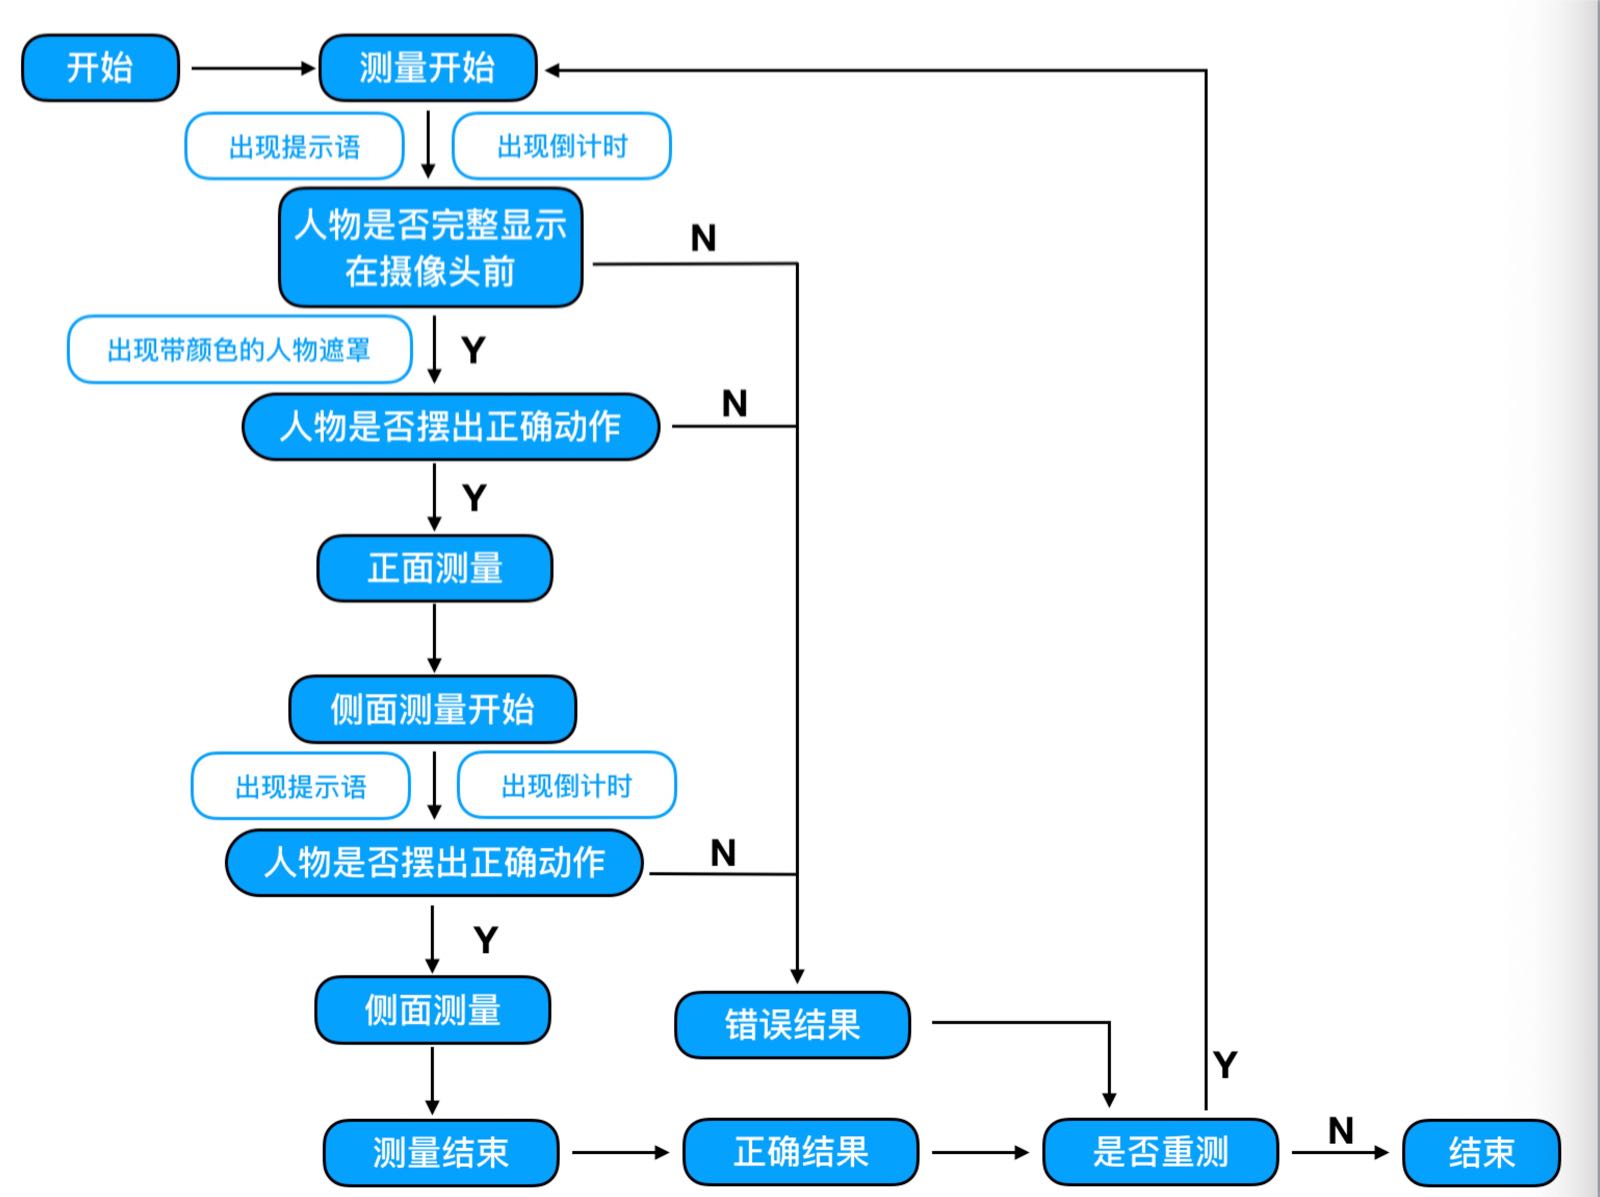 开始
测量开始
出现提示语
出现倒计时
人物是否完整显示
在摄像头前
N
出现带颜色的人物遮罩
Y
人物是否摆出正确动作
N
Y
正面测量
侧面测量开始
出现提示语
出现倒计时
人物是否摆出正确动作
N
Y
侧面测量
错误结果
Y
测量结束
正确结果
是否重测
N
结束